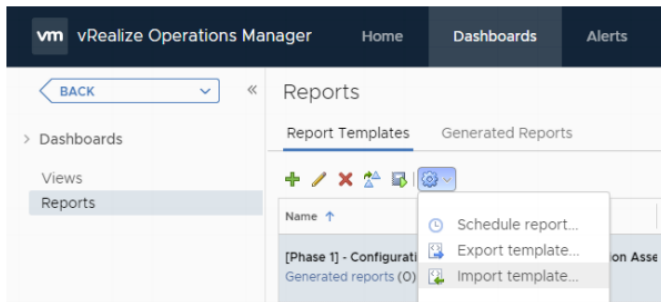 vm vRealize Operations Manager Home Dashboards Alerts
BACK
Reports
Dashboards
Report Templates Generated Reports
Views
Reports
Name
Schedule report...
[Phase 1] - Configurati on Asse
Export template...
Generated reports (0)
Import template...